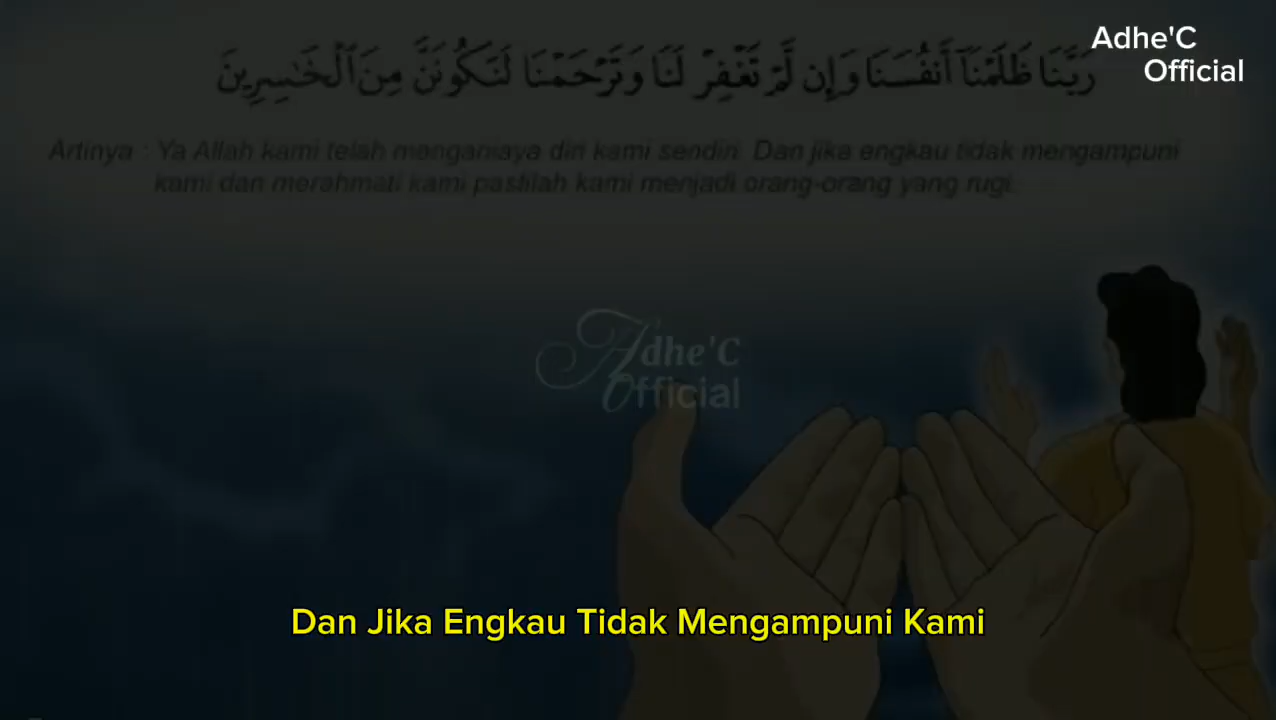 Adhe'C
Official
رَبَّنَا ظَلَمْنَآ أَنفُسَنَا وَإِن لَّمْ تَغْفِرْ لَنَا وَتَرْحَمْنَا لَنَكُونَنَّ مِنَ ٱلْخَٰسِرِينَ
Artinya : Ya Allah kami telah menganiaya diri kami sendiri. Dan jika engkau tidak mengampuni
kami dan merahmati kami pastilah kami menjadi orang-orang yang rugi.
Adhe'C
Official
Dan Jika Engkau Tidak Mengampuni Kami